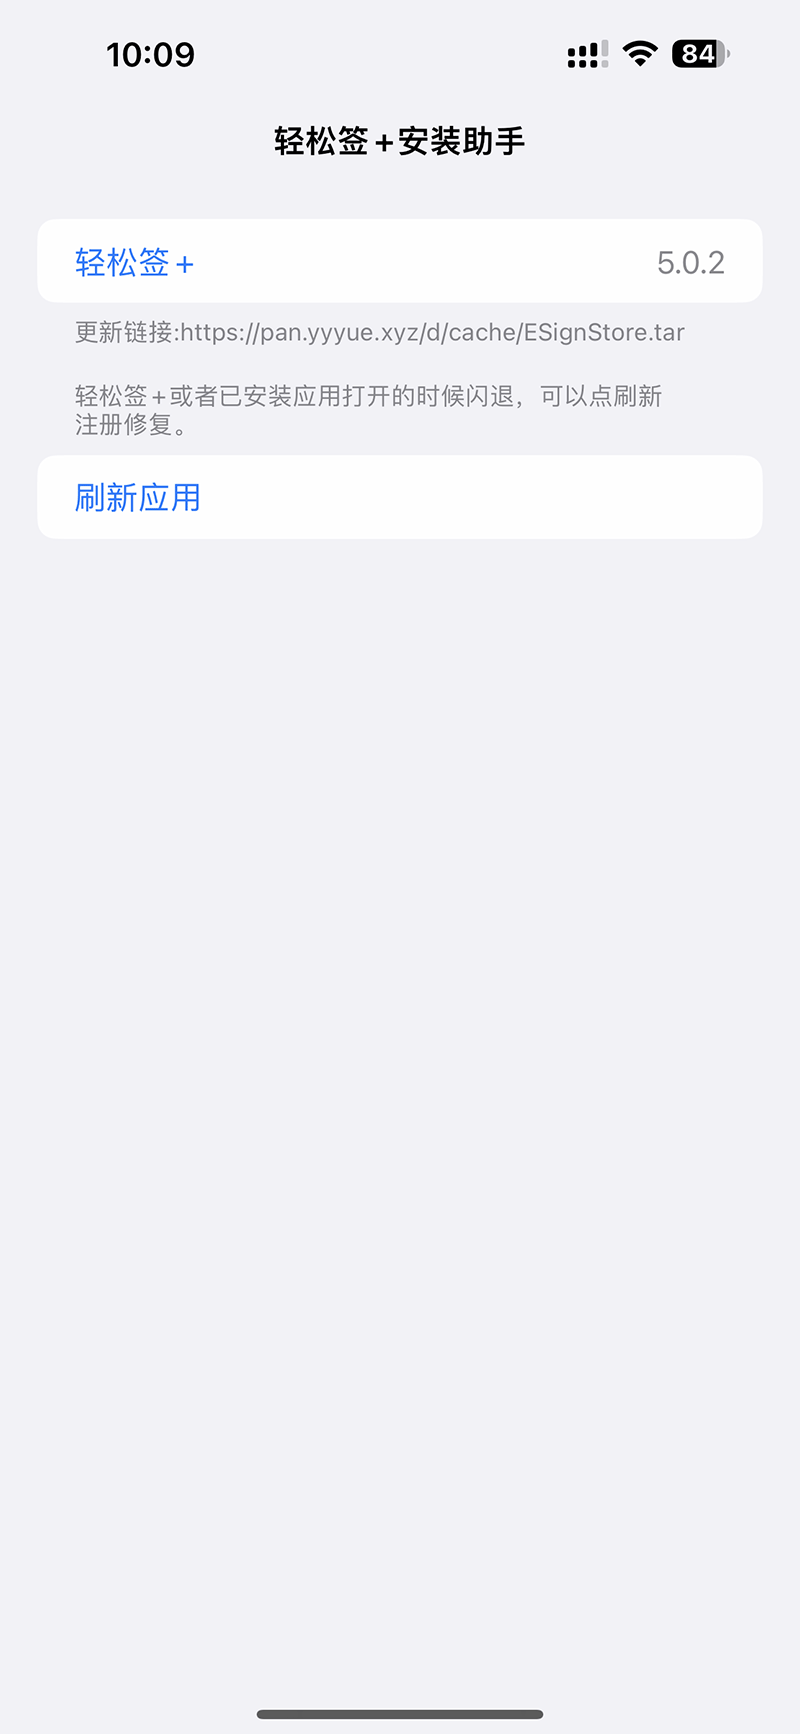 10:09
84
轻松签+安装助手
轻松签+
5.0.2
更新链接:https://pan.yyyue.xyz/d/cache/ESignStore.tar
轻松签+或者已安装应用打开的时候闪退，可以点刷新
注册修复。
刷新应用